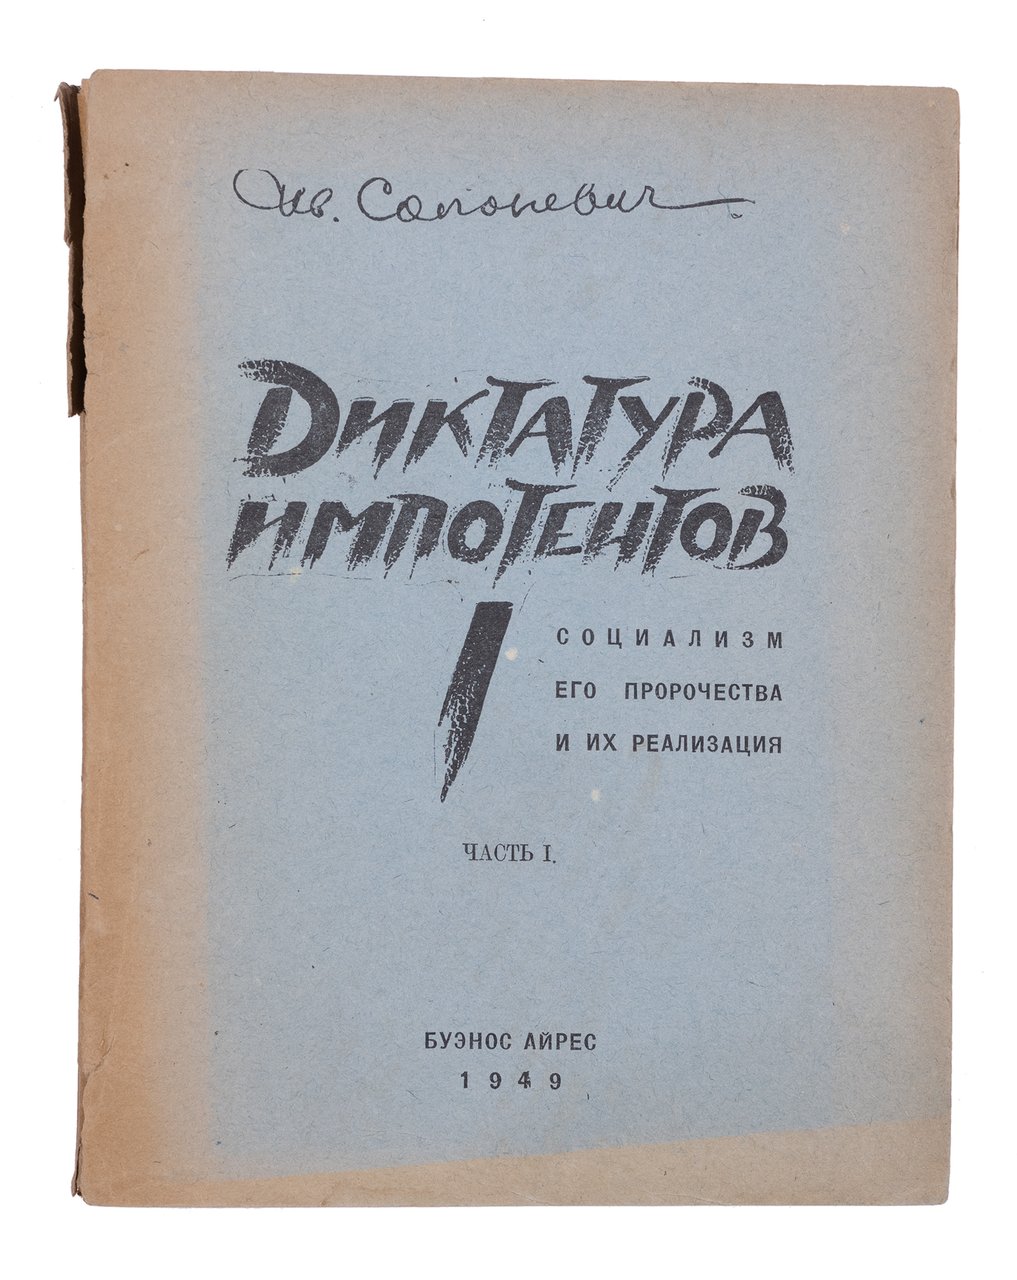 Ив. Солоневич
ДИКТАТУРА
ИМПОТЕНТОВ
СОЦИАЛИЗМ
ЕГО ПРОРОЧЕСТВА
И ИХ РЕАЛИЗАЦИЯ
ЧАСТЬ I.
БУЭНОС АЙРЕС
1949